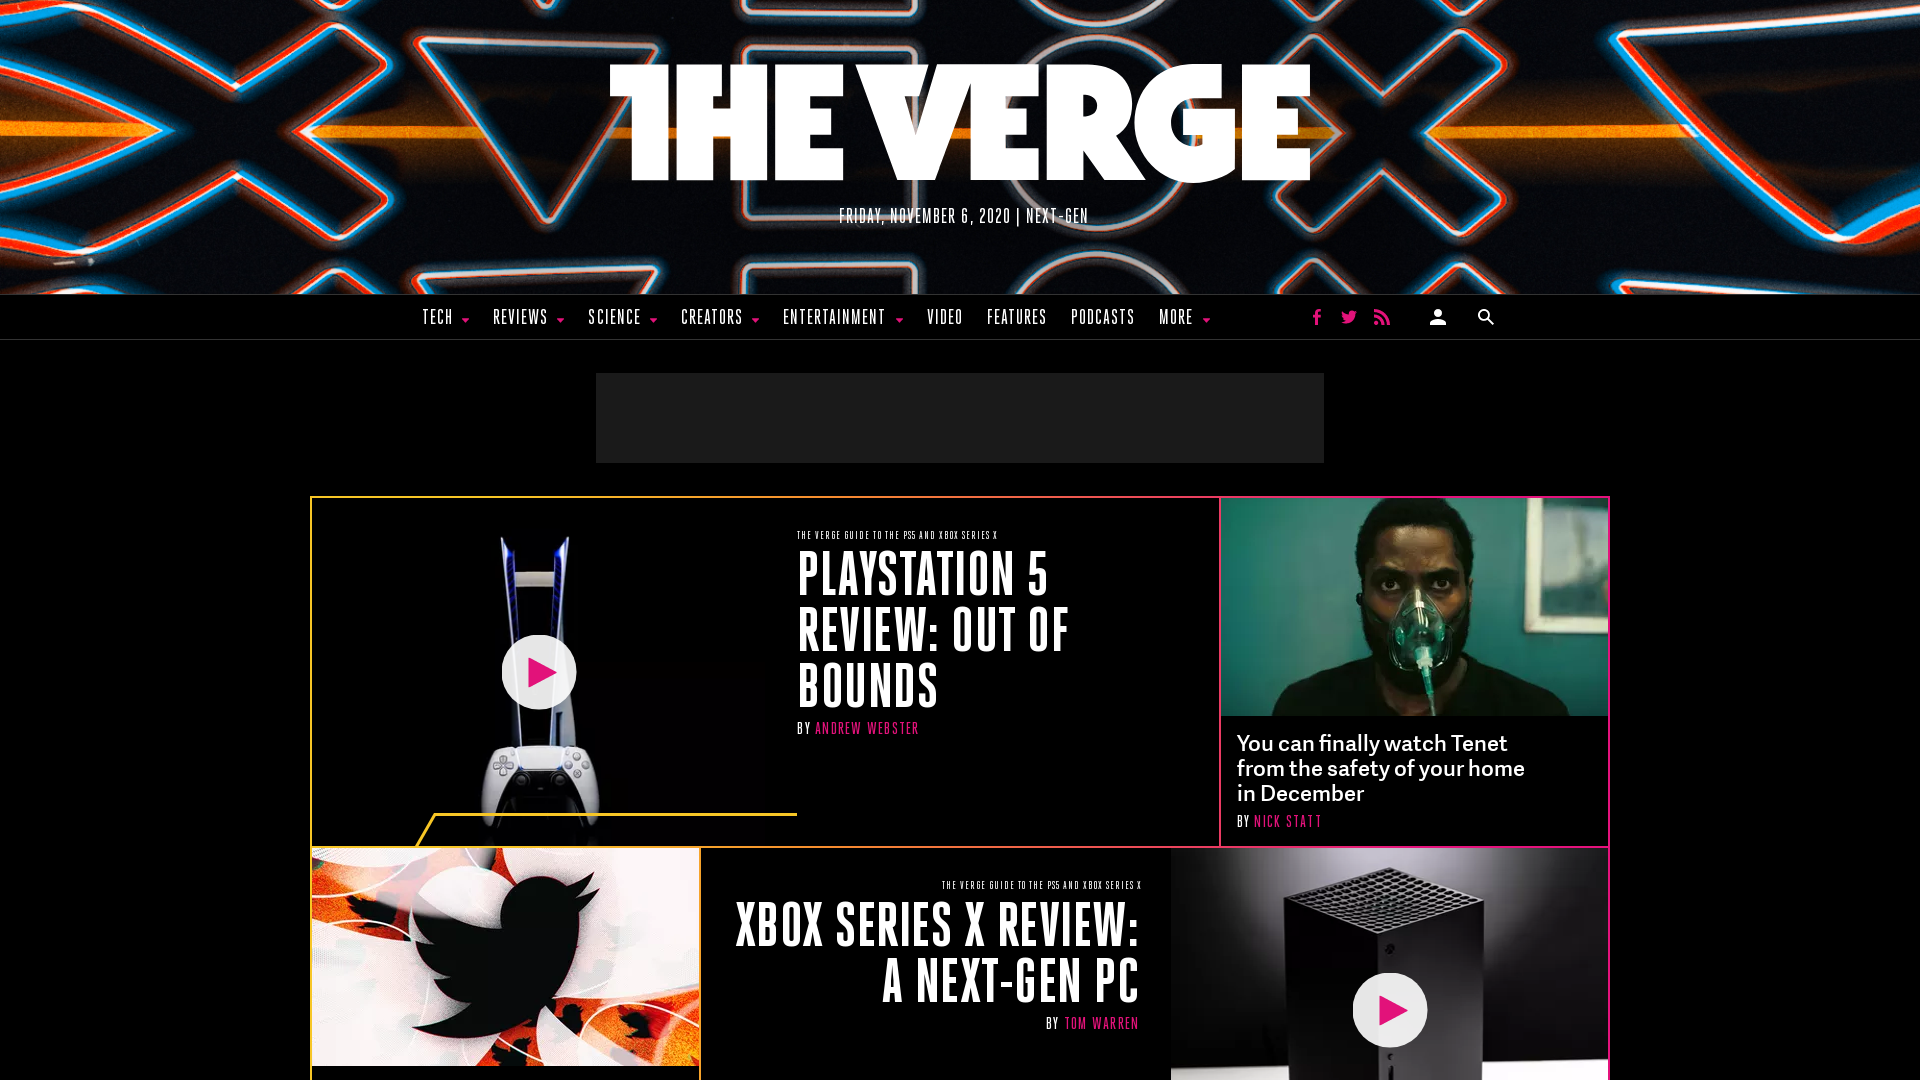 THE VERGE
FRIDAY, NOVEMBER 6, 2020 | NEXT-GEN
TECH REVIEWS SCIENCE CREATORS ENTERTAINMENT VIDEO FEATURES PODCASTS MORE
THE VERGE GUIDE TO THE PS5 AND XBOX SERIES X
PLAYSTATION 5
REVIEW: OUT OF
BOUNDS
BY ANDREW WEBSTER
You can finally watch Tenet
from the safety of your home
in December
BY NICK STATT
THE VERGE GUIDE TO THE PS5 AND XBOX SERIES X
XBOX SERIES X REVIEW:
A NEXT-GEN PC
BY TOM WARREN